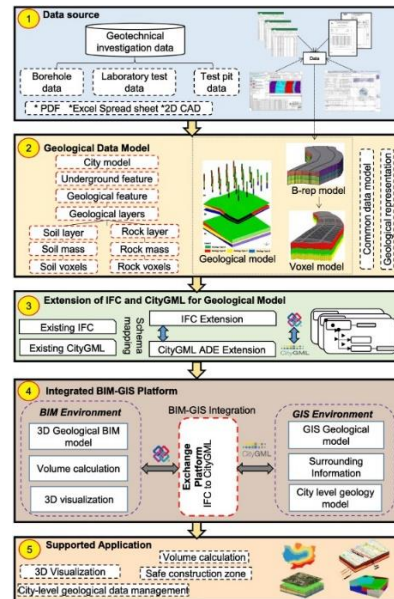 1 Data source
Geotechnical
investigation data
Borehole
data
Laboratory test
data
Test pit
data
* PDF *Excel Spread sheet *2D CAD
Data
2 Geological Data Model
City model
Underground feature
Geological feature
Geological layers
Soil layer
Rock layer
Soil mass
Rock mass
Soil voxels
Rock voxels
Geological model
B-rep model
Voxel model
Common data model
Geological representation
3 Extension of IFC and CityGML for Geological Model
Existing IFC
Existing CityGML
Schema
mapping
IFC Extension
CityGML ADE Extension
CityGML
4 Integrated BIM-GIS Platform
BIM Environment
3D Geological BIM
model
Volume calculation
3D visualization
BIM-GIS Integration
Exchange
Platform
IFC to CityGML
CityGML
GIS Environment
GIS Geological
model
Surrounding
Information
City level geology
model
5 Supported Application
Volume calculation
3D Visualization
Safe construction zone
City-level geological data management